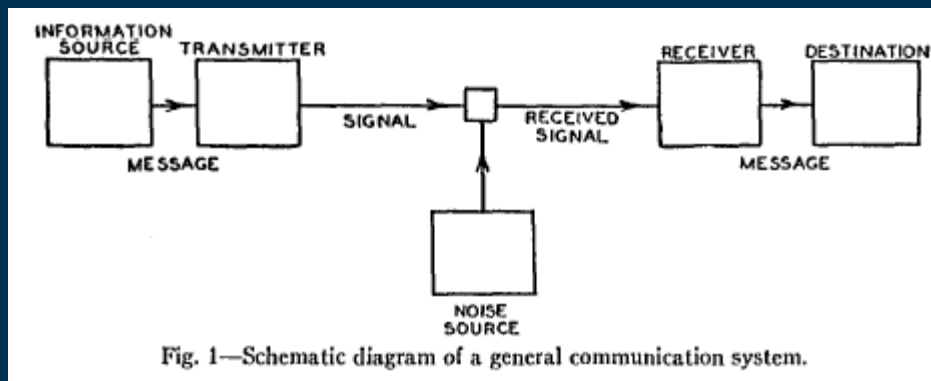 INFORMATION
SOURCE
TRANSMITTER
RECEIVER
DESTINATION
SIGNAL
RECEIVED
SIGNAL
MESSAGE
MESSAGE
NOISE
SOURCE
Fig. 1—Schematic diagram of a general communication system.